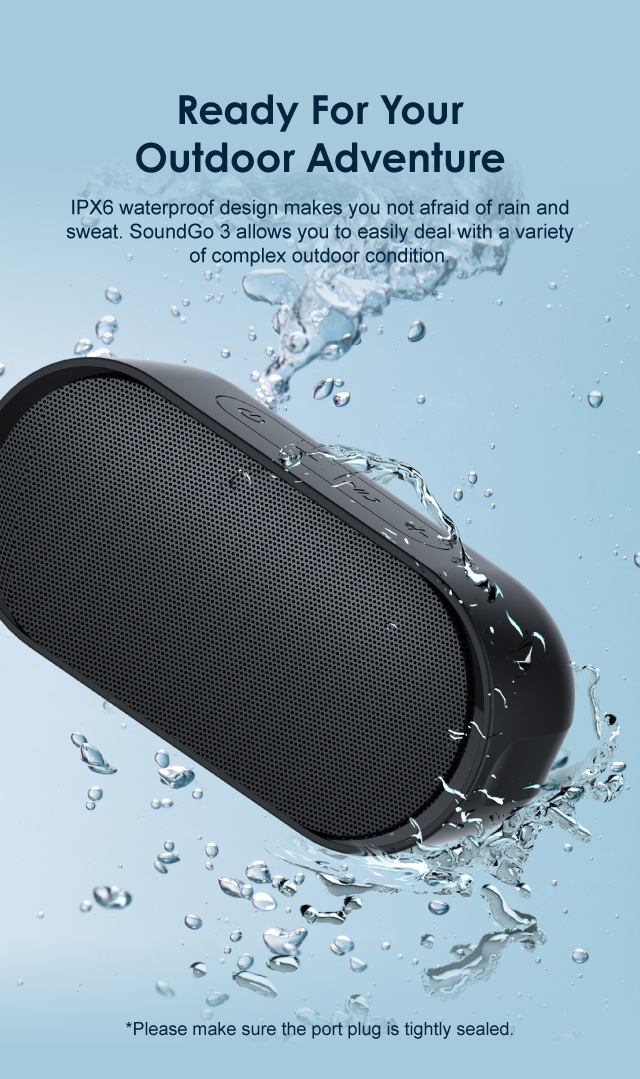 Ready For Your
Outdoor Adventure
IPX6 waterproof design makes you not afraid of rain and
sweat. SoundGo 3 allows you to easily deal with a variety
of complex outdoor condition.
*Please make sure the port plug is tightly sealed.